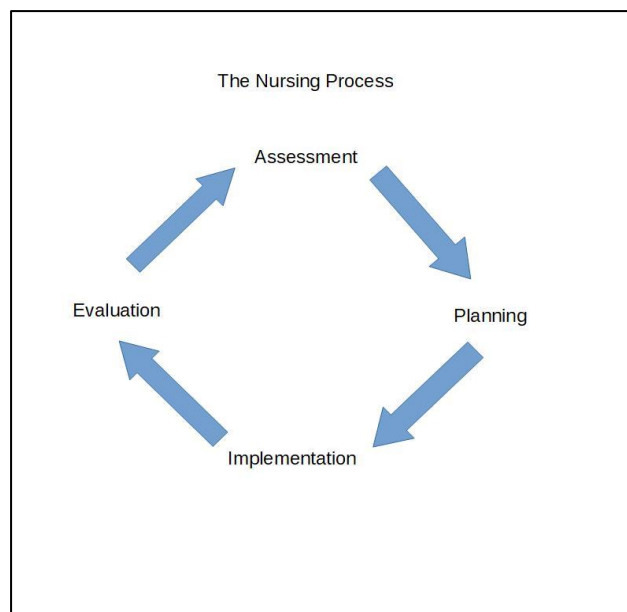 The Nursing Process
Assessment
Evaluation
Planning
Implementation